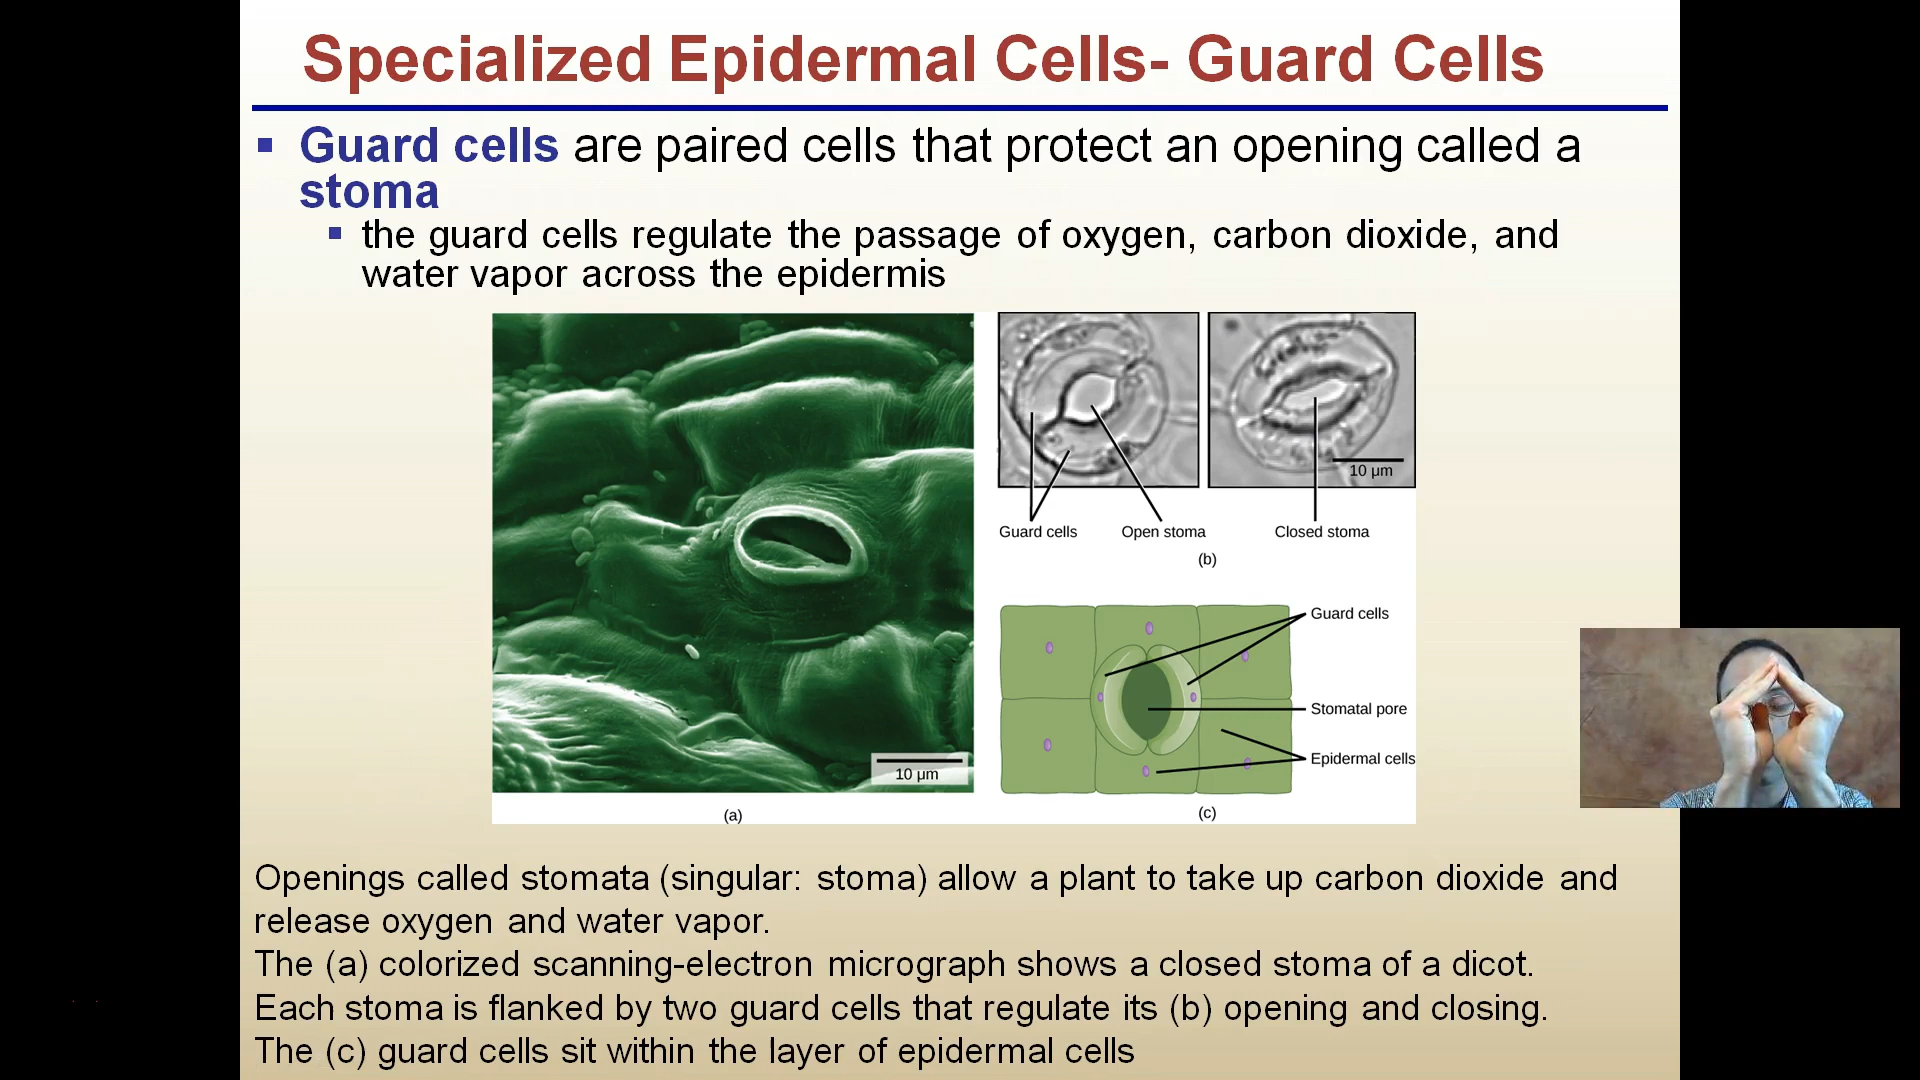 Specialized Epidermal Cells- Guard Cells
Guard cells are paired cells that protect an opening called a
stoma
the guard cells regulate the passage of oxygen, carbon dioxide, and
water vapor across the epidermis
10 µm
(a)
10 µm
Guard cells
Open stoma
Closed stoma
(b)
Guard cells
Stomatal pore
Epidermal cells
(c)
Openings called stomata (singular: stoma) allow a plant to take up carbon dioxide and
release oxygen and water vapor.
The (a) colorized scanning-electron micrograph shows a closed stoma of a dicot.
Each stoma is flanked by two guard cells that regulate its (b) opening and closing.
The (c) guard cells sit within the layer of epidermal cells